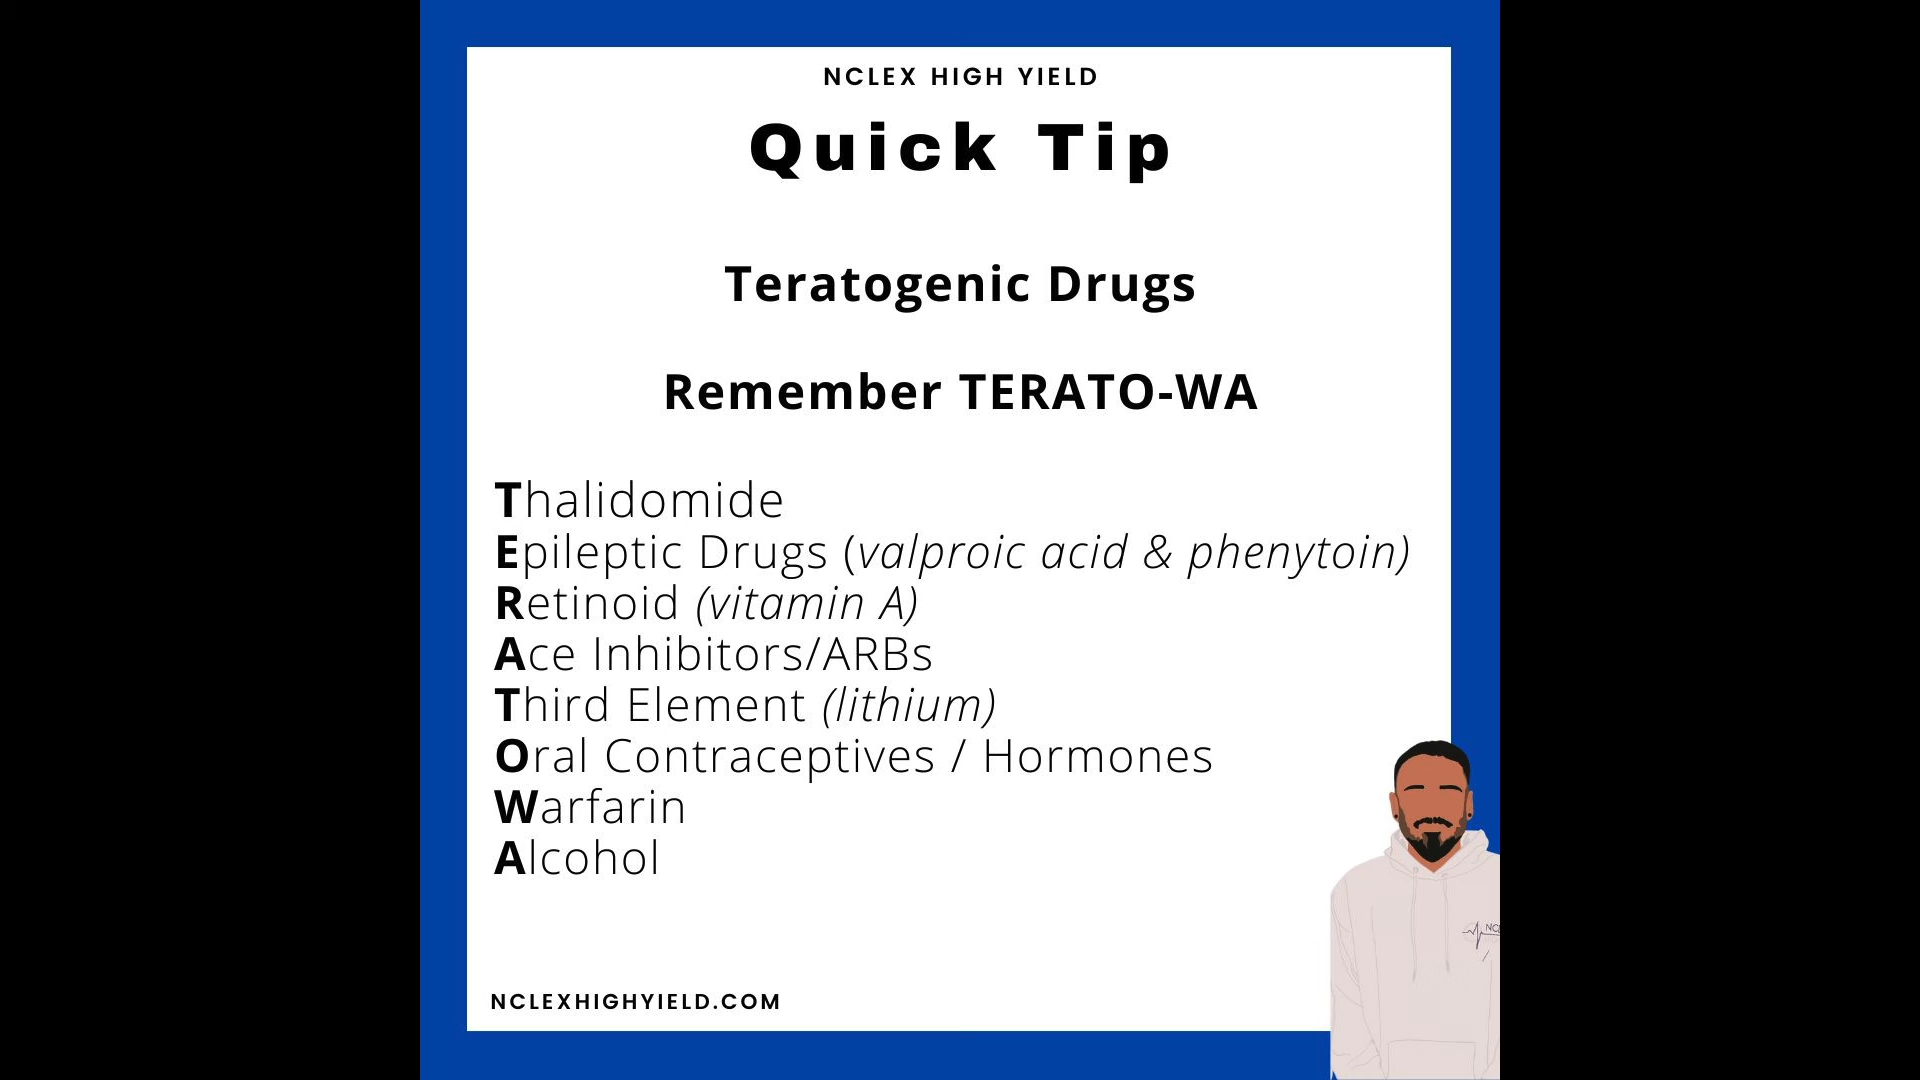 NCLEX HIGH YIELD
Quick Tip
Teratogenic Drugs
Remember TERATO-WA
Thalidomide
Epileptic Drugs (valproic acid & phenytoin)
Retinoid (vitamin A)
Ace Inhibitors/ARBs
Third Element (lithium)
Oral Contraceptives / Hormones
Warfarin
Alcohol
NCLEXHIGHYIELD.COM